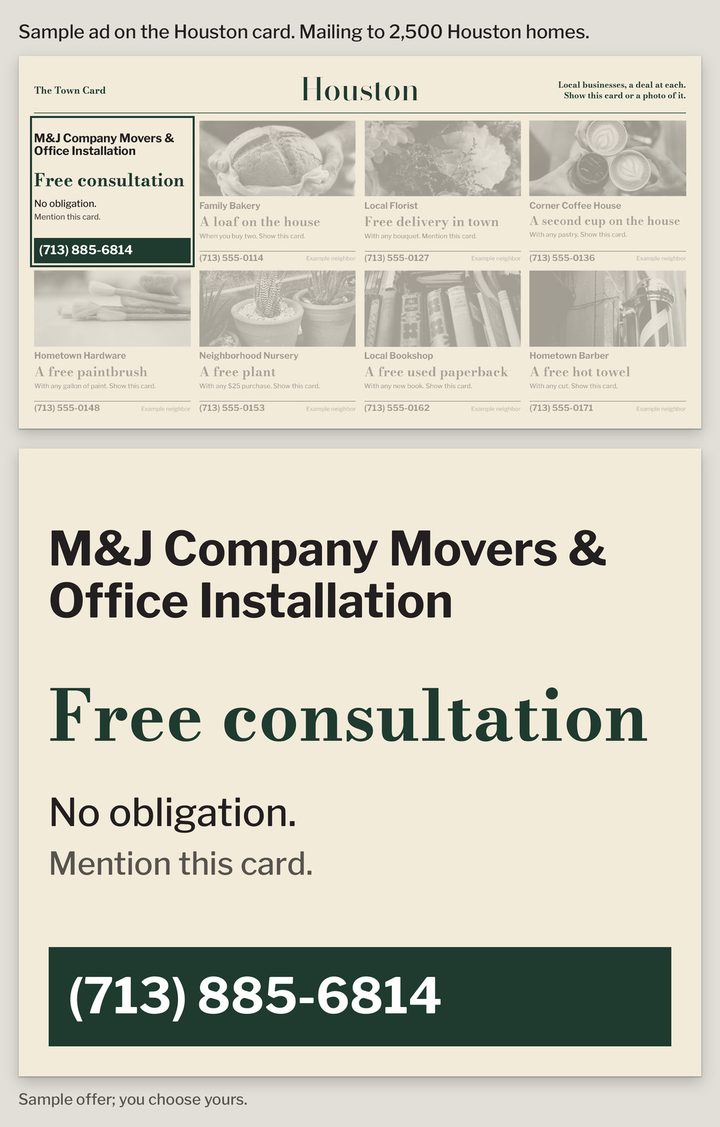 Sample ad on the Houston card. Mailing to 2,500 Houston homes.
The Town Card
Houston
Local businesses, a deal at each.
Show this card or a photo of it.
M&J Company Movers &
Office Installation
Free consultation
No obligation.
Mention this card.
(713) 885-6814
Family Bakery
A loaf on the house
When you buy two. Show this card.
(713) 555-0114
Example neighbor
Local Florist
Free delivery in town
With any bouquet. Mention this card.
(713) 555-0127
Example neighbor
Corner Coffee House
A second cup on the house
With any pastry. Show this card.
(713) 555-0136
Example neighbor
Hometown Hardware
A free paintbrush
With any gallon of paint. Show this card.
(713) 555-0148
Example neighbor
Neighborhood Nursery
A free plant
With any $25 purchase. Show this card.
(713) 555-0153
Example neighbor
Local Bookshop
A free used paperback
With any new book. Show this card.
(713) 555-0162
Example neighbor
Hometown Barber
A free hot towel
With any cut. Show this card.
(713) 555-0171
Example neighbor
M&J Company Movers &
Office Installation
Free consultation
No obligation.
Mention this card.
(713) 885-6814
Sample offer; you choose yours.